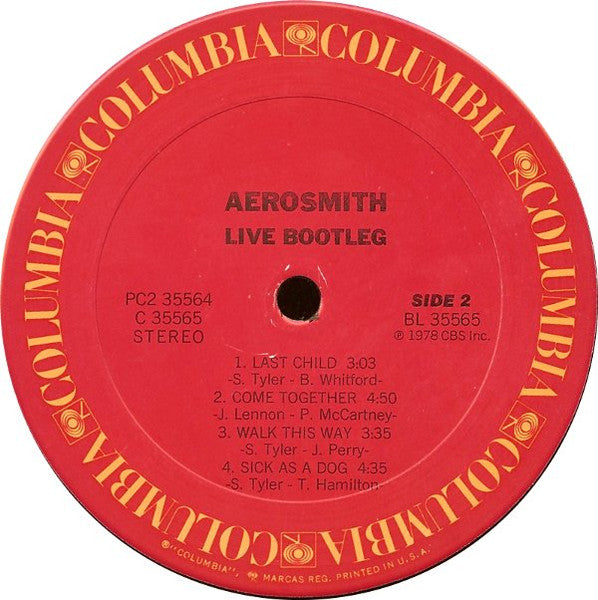 COLUMBIA COLUMBIA COLUMBIA COLUMBIA COLUMBIA COLUMBIA
AEROSMITH
LIVE BOOTLEG
PC2 35564
C 35565
STEREO
SIDE 2
BL 35565
℗ 1978 CBS Inc.
1. LAST CHILD 3:03
-S. Tyler - B. Whitford-
2. COME TOGETHER 4:50
-J. Lennon - P. McCartney-
3. WALK THIS WAY 3:35
-S. Tyler - J. Perry-
4. SICK AS A DOG 4:35
-S. Tyler - T. Hamilton-
®"COLUMBIA", MARCAS REG. PRINTED IN U.S.A.